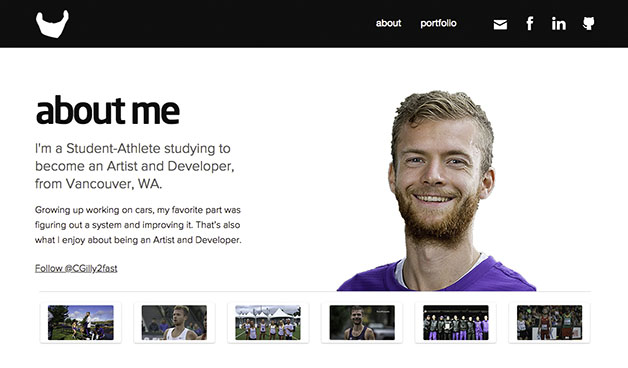 about portfolio
about me
I'm a Student-Athlete studying to
become an Artist and Developer,
from Vancouver, WA.
Growing up working on cars, my favorite part was
figuring out a system and improving it. That's also
what I enjoy about being an Artist and Developer.
Follow @CGilly2fast